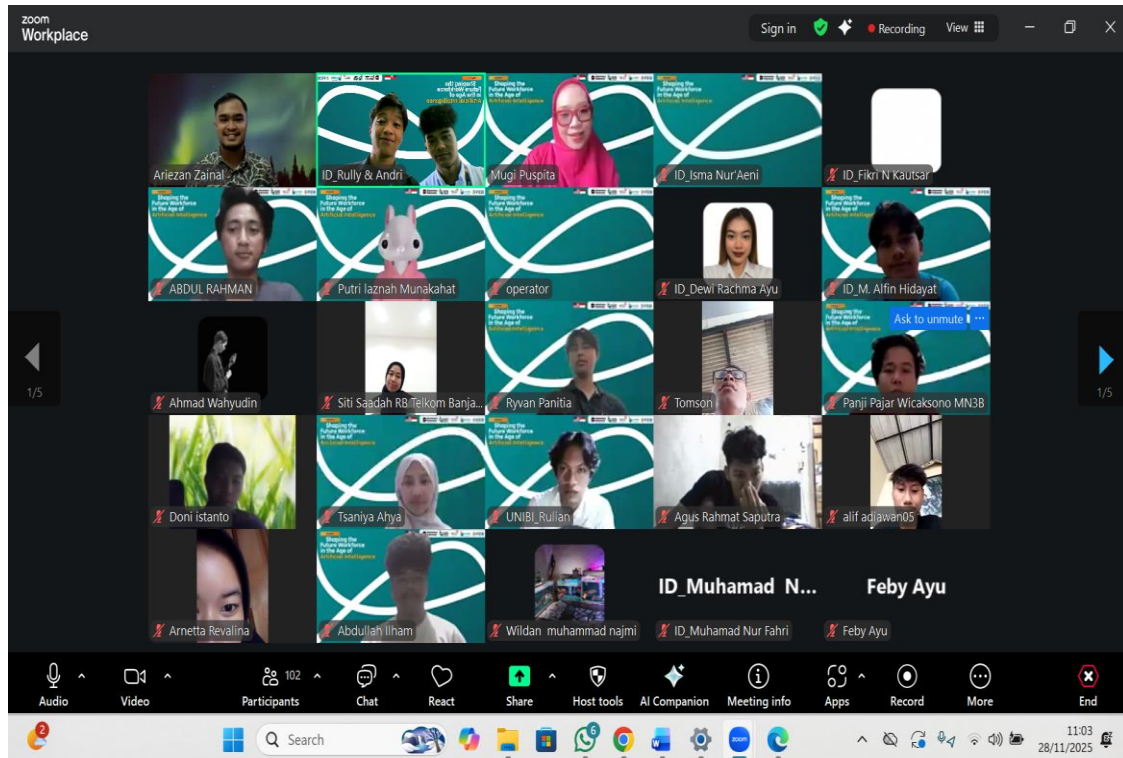 zoom
Workplace
Sign in
Recording
View
Shaping the
Future Workforce
in the Age of
Artificial Intelligence
Ariezan Zainal
ID_Rully & Andri
Mugi Puspita
ID_Isma Nur'Aeni
ID_Fikri N Kautsar
ABDUL RAHMAN
Putri Iaznah Munakahat
operator
ID_Dewi Rachma Ayu
ID_M. Alfin Hidayat
1/5
Ask to unmute
1/5
Ahmad Wahyudin
Siti Saadah RB Telkom Banja...
Ryvan Panitia
Tomson
Panji Pajar Wicaksono MN3B
Doni istanto
Tsaniya Ahya
UNIBI_Rulian
Agus Rahmat Saputra
alif adiawan05
ID_Muhamad N...
Feby Ayu
Arnetta Revalina
Abdullah Ilham
Wildan muhammad najmi
ID_Muhamad Nur Fahri
Feby Ayu
102
Audio
Video
Participants
Chat
React
Share
Host tools
AI Companion
Meeting info
Apps
Record
More
End
2
Search
6
11:03
28/11/2025